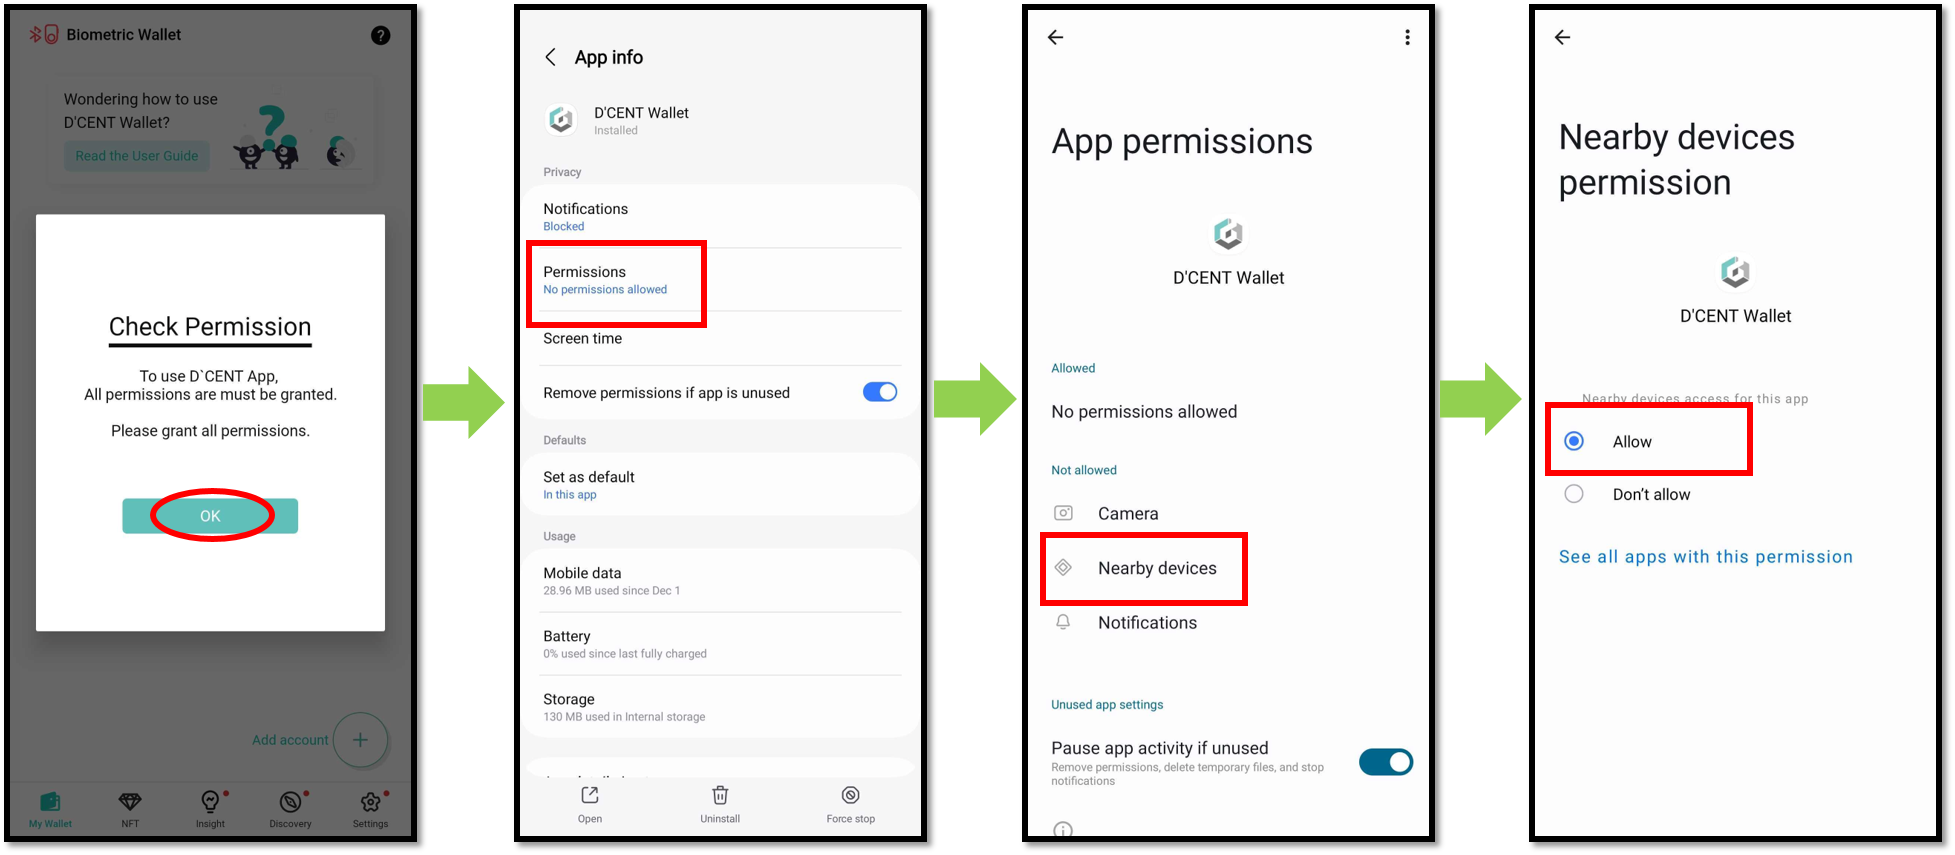 Biometric Wallet
?
Wondering how to use
D'CENT Wallet?
Read the User Guide
Check Permission
To use D`CENT App,
All permissions are must be granted.
Please grant all permissions.
OK
Add account
My Wallet
NFT
Insight
Discovery
Settings
App info
D'CENT Wallet
Installed
Privacy
Notifications
Blocked
Permissions
No permissions allowed
Screen time
Remove permissions if app is unused
Defaults
Set as default
In this app
Usage
Mobile data
28.96 MB used since Dec 1
Battery
0% used since last fully charged
Storage
130 MB used in Internal storage
Open
Uninstall
Force stop
App permissions
D'CENT Wallet
Allowed
No permissions allowed
Not allowed
Camera
Nearby devices
Notifications
Unused app settings
Pause app activity if unused
Remove permissions, delete temporary files, and stop
notifications
Nearby devices
permission
D'CENT Wallet
Nearby devices access for this app
Allow
Don't allow
See all apps with this permission